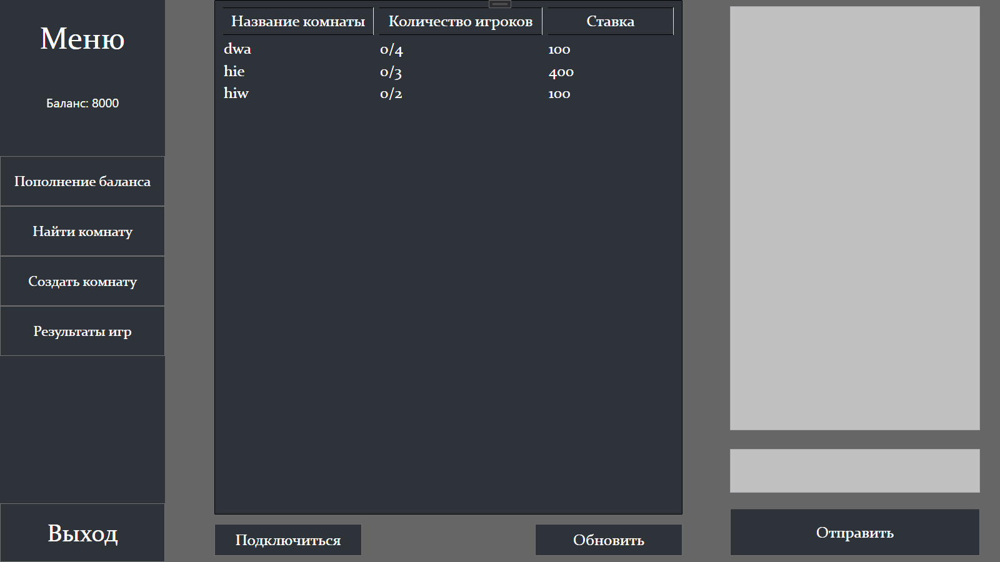 Меню
Баланс: 8000
Пополнение баланса
Найти комнату
Создать комнату
Результаты игр
Выход
Название комнаты Количество игроков Ставка
dwa 0/4 100
hie 0/3 400
hiw 0/2 100
Подключиться Обновить
Отправить